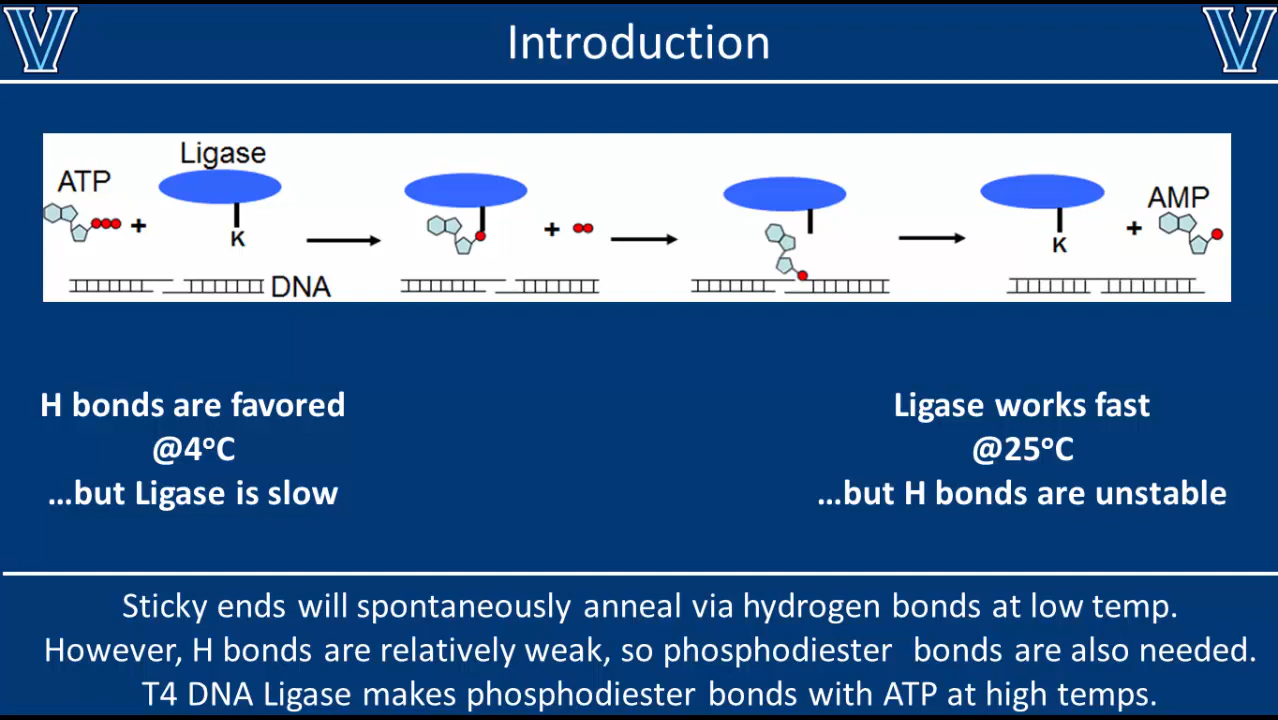 V Introduction V
Ligase
ATP
+
K
+
AMP
+
K
DNA
H bonds are favored
@4°C
...but Ligase is slow
Ligase works fast
@25°C
...but H bonds are unstable
Sticky ends will spontaneously anneal via hydrogen bonds at low temp.
However, H bonds are relatively weak, so phosphodiester bonds are also needed.
T4 DNA Ligase makes phosphodiester bonds with ATP at high temps.